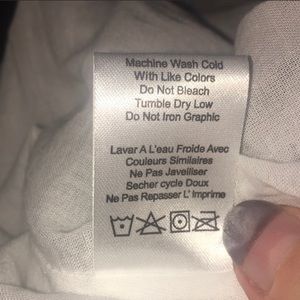 Machine Wash Cold
With Like Colors
Do Not Bleach
Tumble Dry Low
Do Not Iron Graphic
Lavar A L'eau Froide Avec
Couleurs Similaires
Ne Pas Javeiliser
Secher cycle Doux
Ne Pas Repasser L' Imprime